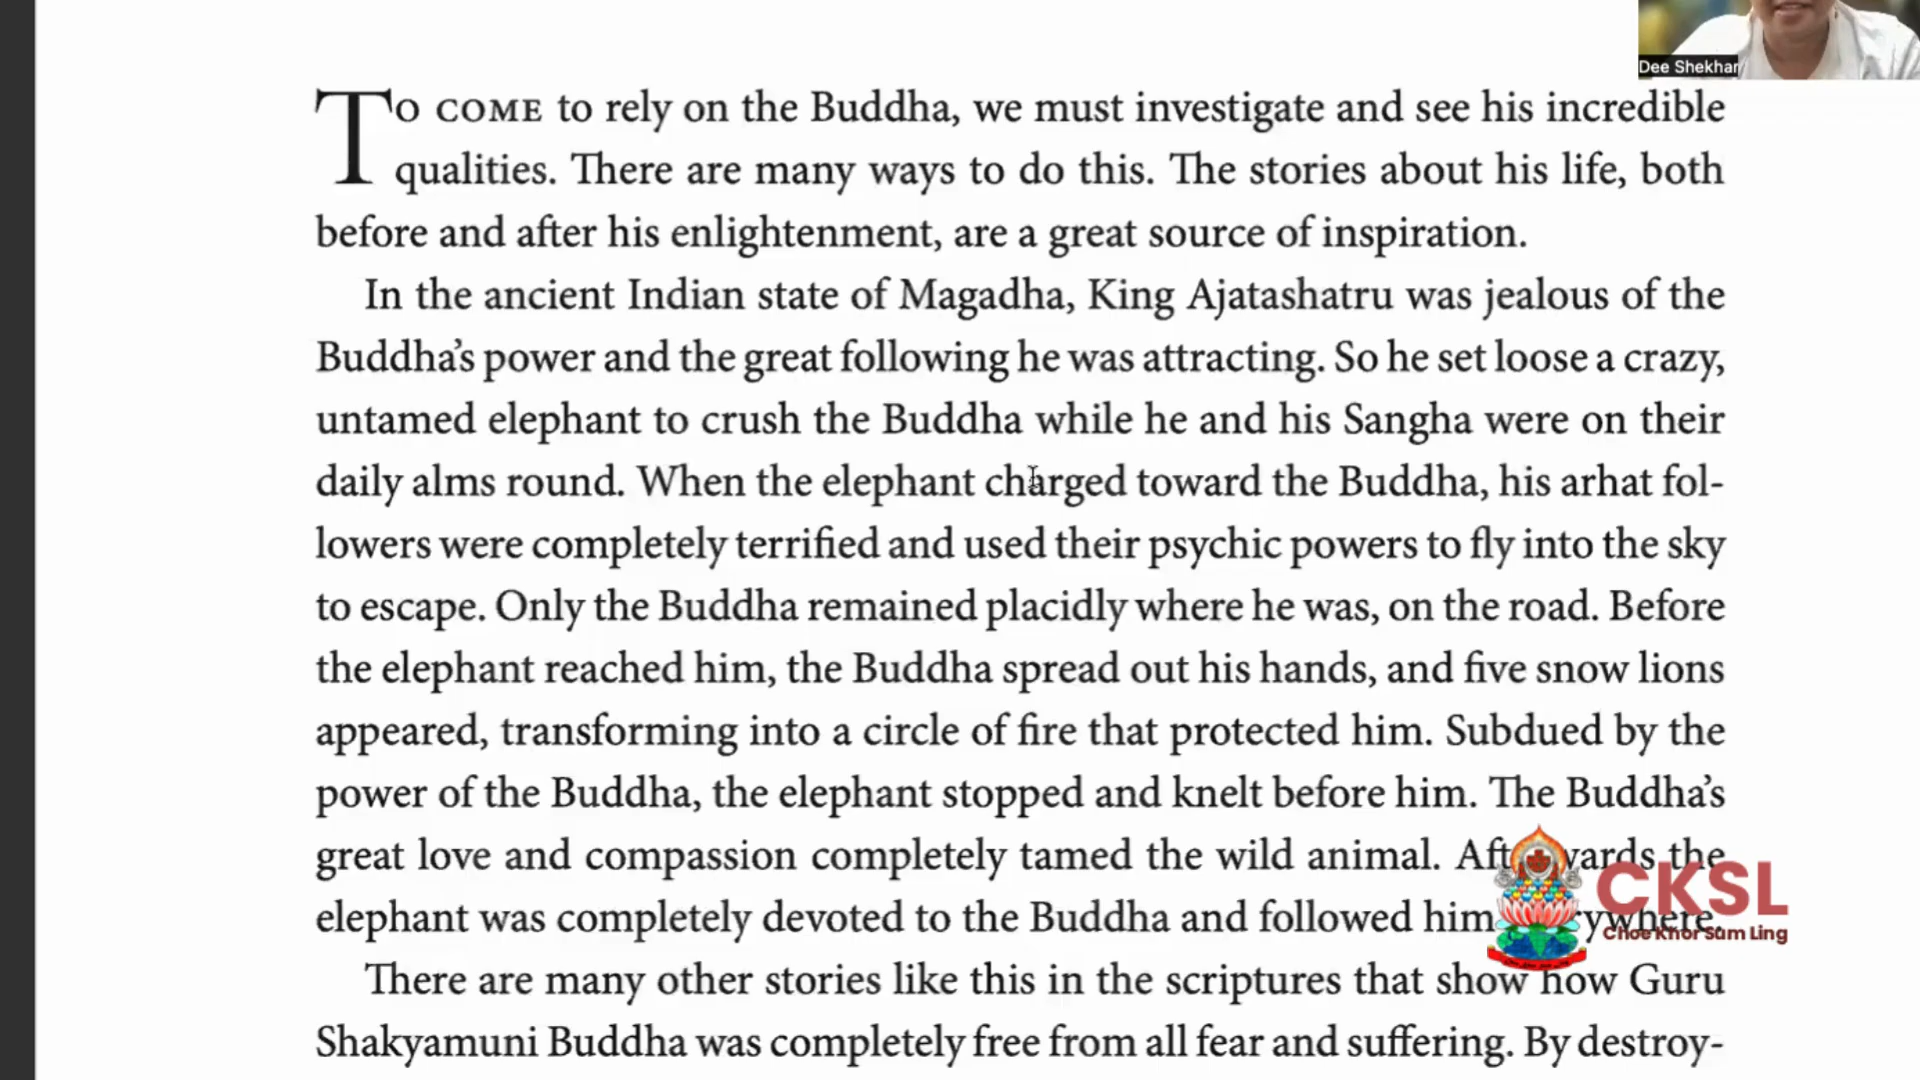 Dee Shekhar
TO COME to rely on the Buddha, we must investigate and see his incredible
qualities. There are many ways to do this. The stories about his life, both
before and after his enlightenment, are a great source of inspiration.
In the ancient Indian state of Magadha, King Ajatashatru was jealous of the
Buddha’s power and the great following he was attracting. So he set loose a crazy,
untamed elephant to crush the Buddha while he and his Sangha were on their
daily alms round. When the elephant charged toward the Buddha, his arhat fol-
lowers were completely terrified and used their psychic powers to fly into the sky
to escape. Only the Buddha remained placidly where he was, on the road. Before
the elephant reached him, the Buddha spread out his hands, and five snow lions
appeared, transforming into a circle of fire that protected him. Subdued by the
power of the Buddha, the elephant stopped and knelt before him. The Buddha’s
great love and compassion completely tamed the wild animal. Afterwards the
elephant was completely devoted to the Buddha and followed him everywhere.
CKSL
Choe Khor Sum Ling
There are many other stories like this in the scriptures that show how Guru
Shakyamuni Buddha was completely free from all fear and suffering. By destroy-